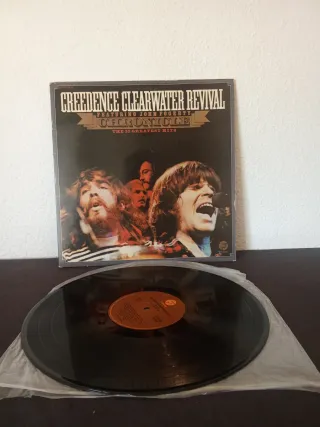 CREEDENCE CLEARWATER REVIVAL
FEATURING JOHN FOGERTY
CHRONICLE
THE 20 GREATEST HITS